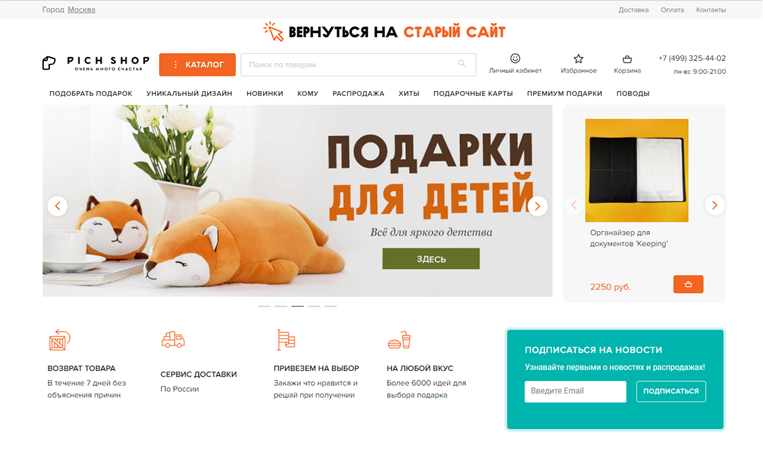 Город Москва
Доставка Оплата Контакты
ВЕРНУТЬСЯ НА СТАРЫЙ САЙТ
PICH SHOP
ОЧЕНЬ МНОГО СЧАСТЬЯ
КАТАЛОГ
Поиск по товарам
Личный кабинет
Избранное
Корзина
+7 (499) 325-44-02
пн-вс 9:00-21:00
ПОДОБРАТЬ ПОДАРОК УНИКАЛЬНЫЙ ДИЗАЙН НОВИНКИ КОМУ РАСПРОДАЖА ХИТЫ ПОДАРОЧНЫЕ КАРТЫ ПРЕМИУМ ПОДАРКИ ПОВОДЫ
ПОДАРКИ
ДЛЯ ДЕТЕЙ
Всё для яркого детства
ЗДЕСЬ
Органайзер для
документов 'Keeping'
2250 руб.
ВОЗВРАТ ТОВАРА
В течение 7 дней без
объяснения причин
СЕРВИС ДОСТАВКИ
По России
ПРИВЕЗЕМ НА ВЫБОР
Закажи что нравится и
решай при получении
НА ЛЮБОЙ ВКУС
Более 6000 идей для
выбора подарка
ПОДПИСАТЬСЯ НА НОВОСТИ
Узнавайте первыми о новостях и распродажах!
Введите Email
ПОДПИСАТЬСЯ